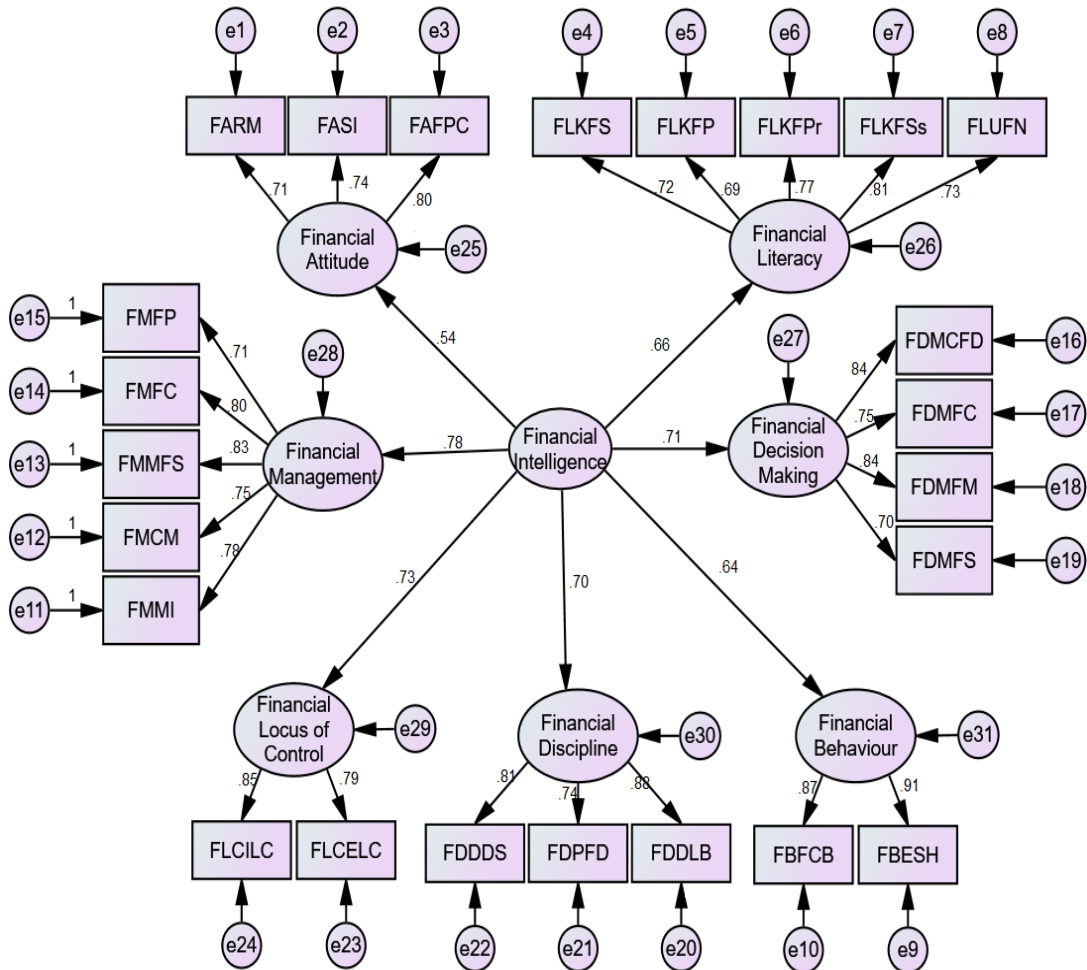 e1
e2
e3
e4
e5
e6
e7
e8
FARM
FASI
FAFPC
FLKFS
FLKFP
FLKFPr
FLKFSs
FLUFN
.71
.74
.80
.72
.69
.77
.81
.73
Financial
Attitude
e25
Financial
Literacy
e26
e15
1
FMFP
e14
1
FMFC
e13
1
FMMFS
e12
1
FMCM
e11
1
FMMI
.71
.80
.83
.75
.78
e28
Financial
Management
.54
.66
.78
Financial
Intelligence
.71
e27
Financial
Decision
Making
84
.75
.84
.70
FDMCFD
e16
FDMFC
e17
FDMFM
e18
FDMFS
e19
.73
.70
.64
Financial
Locus of
Control
e29
Financial
Discipline
e30
Financial
Behaviour
e31
.85
.79
.81
.74
.88
.87
.91
FLCILC
FLCELC
FDDDS
FDPFD
FDDLB
FBFCB
FBESH
e24
e23
e22
e21
e20
e10
e9